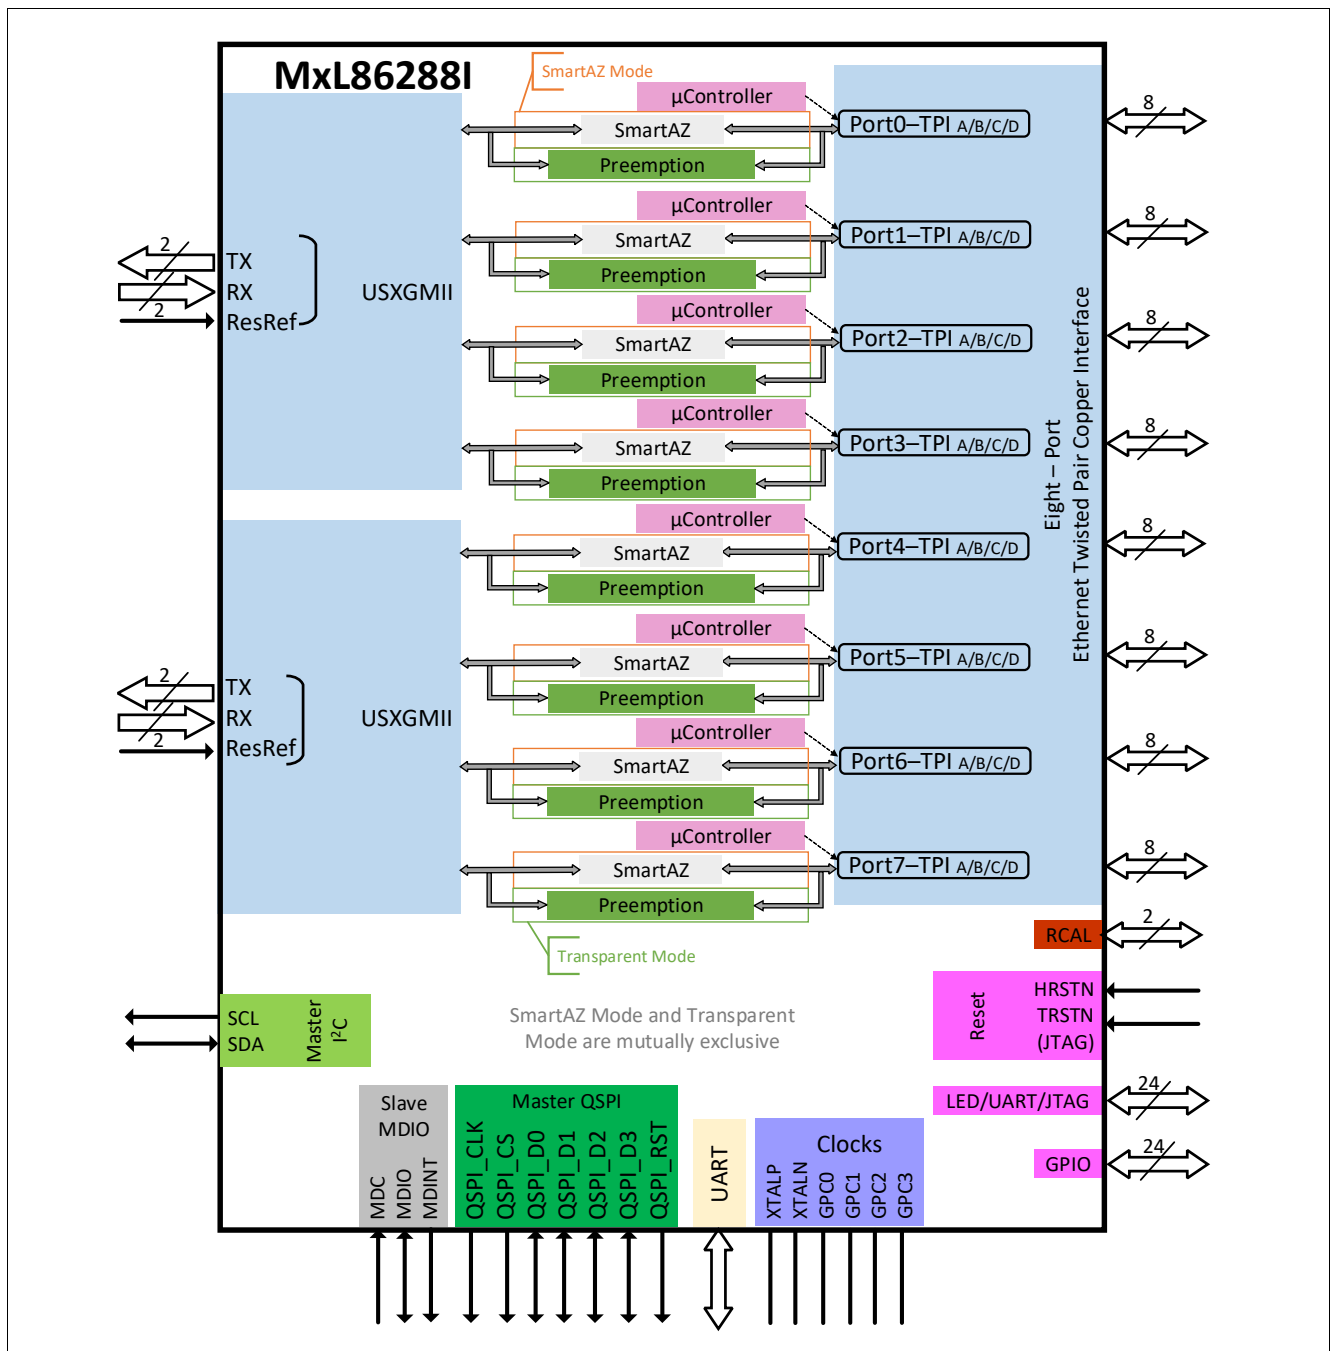 MxL86288I
SmartAZ Mode
µController
SmartAZ
Preemption
Port0–TPI A/B/C/D
8
µController
SmartAZ
Preemption
Port1–TPI A/B/C/D
8
2
TX
RX
2
ResRef
USXGMII
µController
SmartAZ
Preemption
Port2–TPI A/B/C/D
8
µController
SmartAZ
Preemption
Port3–TPI A/B/C/D
8
Eight – Port
Ethernet Twisted Pair Copper Interface
µController
SmartAZ
Preemption
Port4–TPI A/B/C/D
8
µController
SmartAZ
Preemption
Port5–TPI A/B/C/D
8
2
TX
RX
2
ResRef
USXGMII
µController
SmartAZ
Preemption
Port6–TPI A/B/C/D
8
µController
SmartAZ
Preemption
Port7–TPI A/B/C/D
8
Transparent Mode
RCAL
2
SCL
SDA
Master
I²C
SmartAZ Mode and Transparent
Mode are mutually exclusive
Reset
HRSTN
TRSTN
(JTAG)
LED/UART/JTAG
24
GPIO
24
Slave
MDIO
MDC
MDIO
MDINT
Master QSPI
QSPI_CLK
QSPI_CS
QSPI_D0
QSPI_D1
QSPI_D2
QSPI_D3
QSPI_RST
UART
Clocks
XTALP
XTALN
GPC0
GPC1
GPC2
GPC3